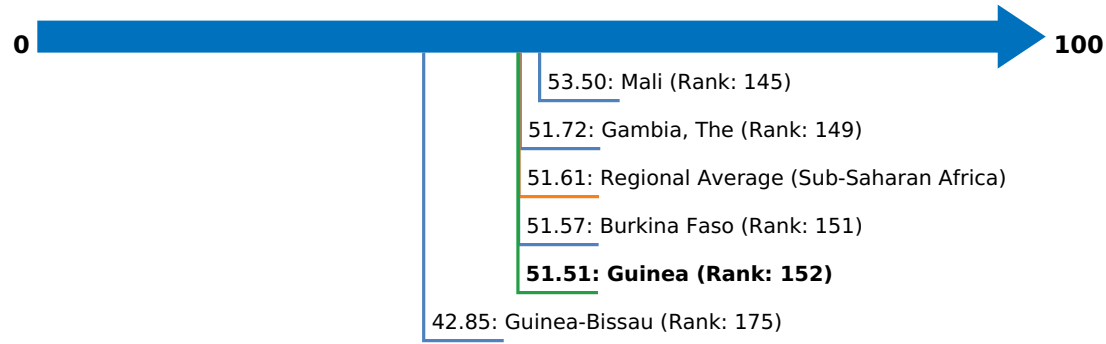 0
100
53.50: Mali (Rank: 145)
51.72: Gambia, The (Rank: 149)
51.61: Regional Average (Sub-Saharan Africa)
51.57: Burkina Faso (Rank: 151)
51.51: Guinea (Rank: 152)
42.85: Guinea-Bissau (Rank: 175)